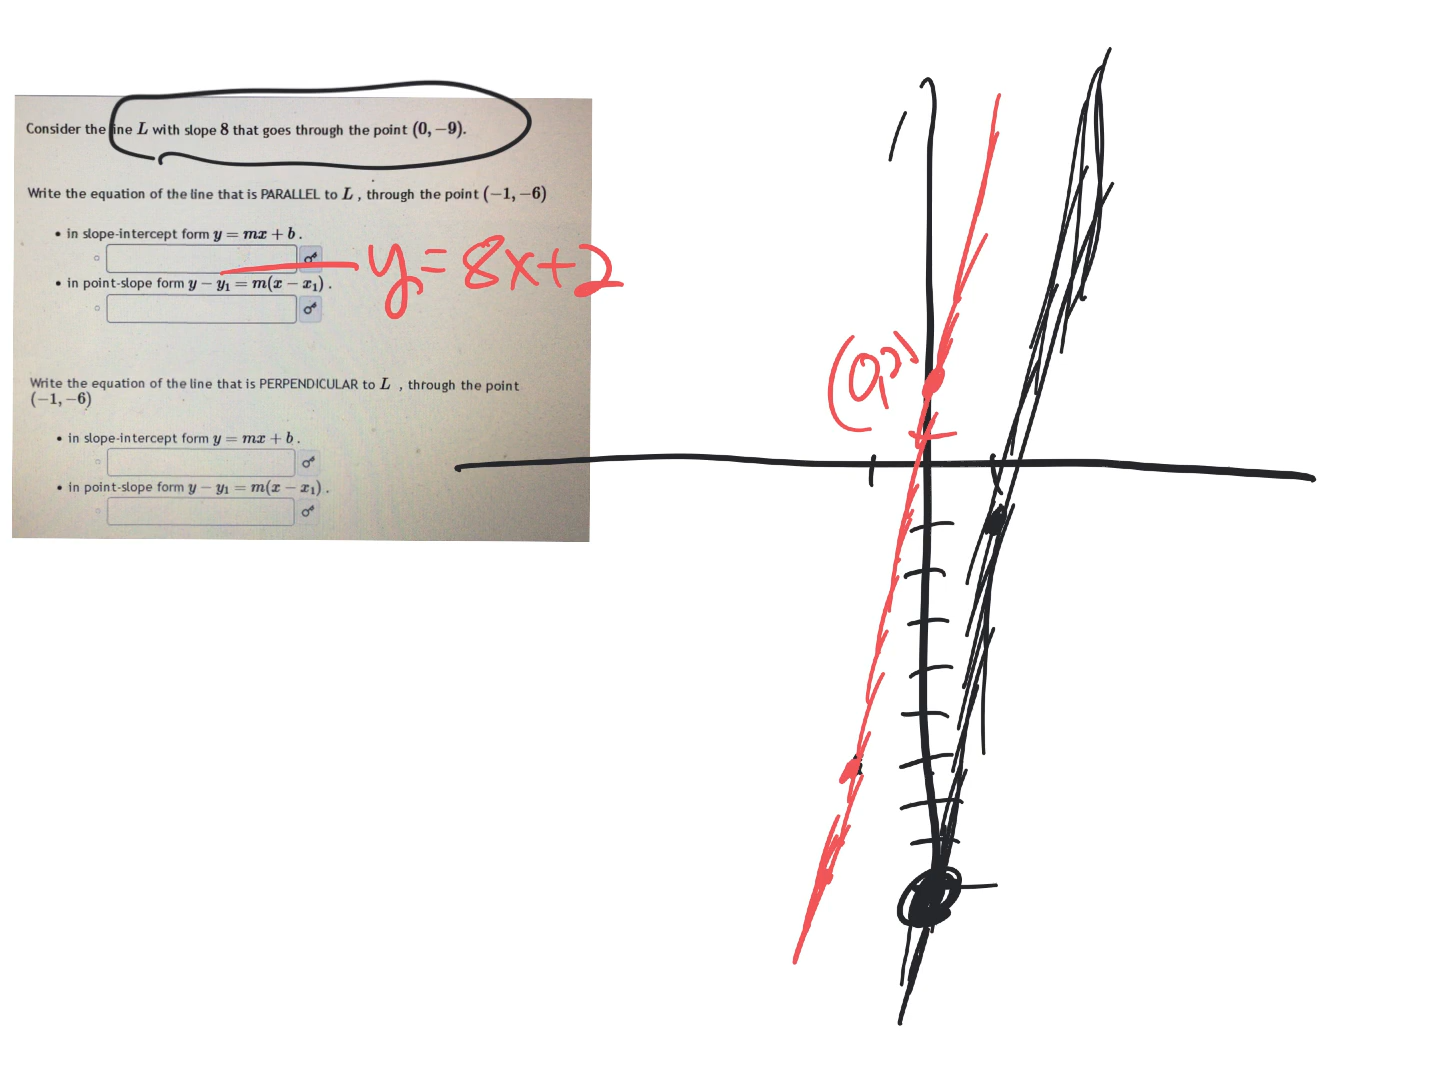 Consider the line L with slope 8 that goes through the point (0, −9).
Write the equation of the line that is PARALLEL to L , through the point (−1, −6)
• in slope-intercept form y = mx + b .
y = 8x+2
• in point-slope form y − y₁ = m(x − x₁) .
(0,2)
Write the equation of the line that is PERPENDICULAR to L , through the point
(−1, −6)
• in slope-intercept form y = mx + b .
• in point-slope form y − y₁ = m(x − x₁) .